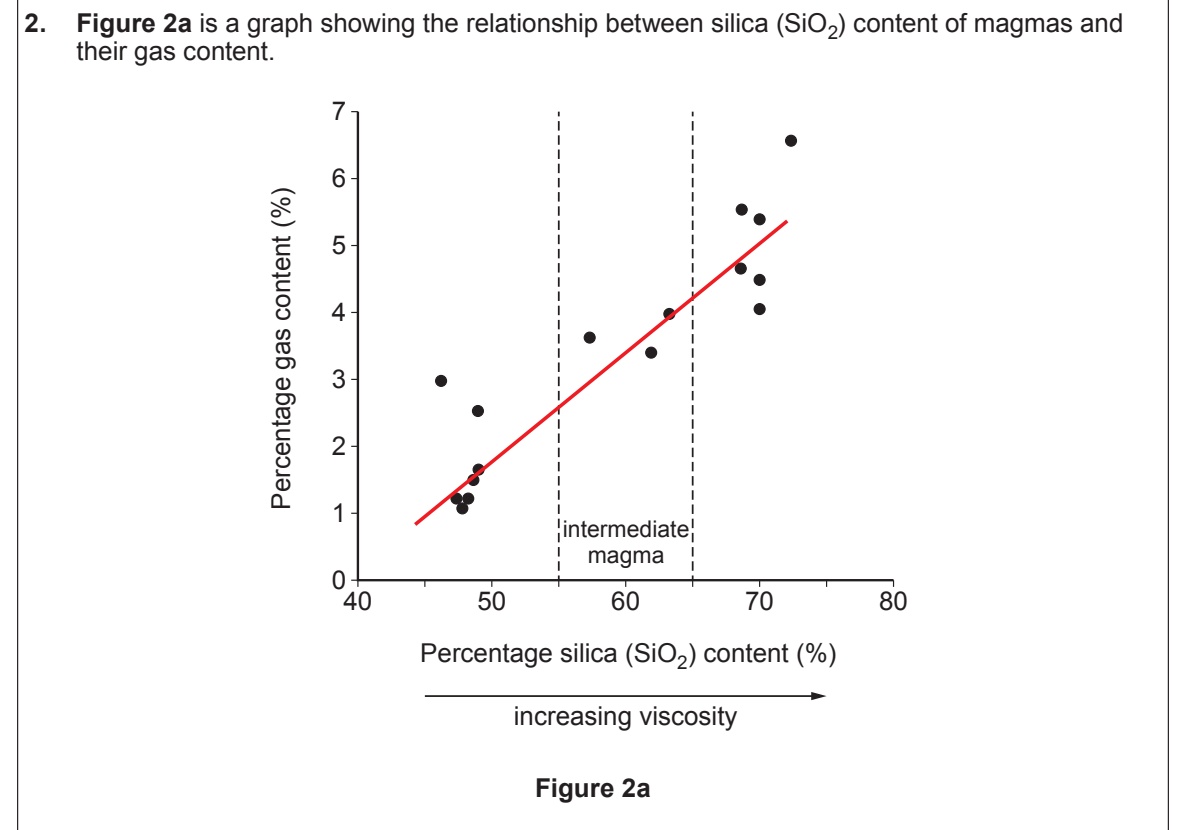 2. Figure 2a is a graph showing the relationship between silica (SiO₂) content of magmas and
their gas content.
7
6
5
4
3
2
1
0
Percentage gas content (%)
intermediate
magma
40 50 60 70 80
Percentage silica (SiO₂) content (%)
increasing viscosity
Figure 2a